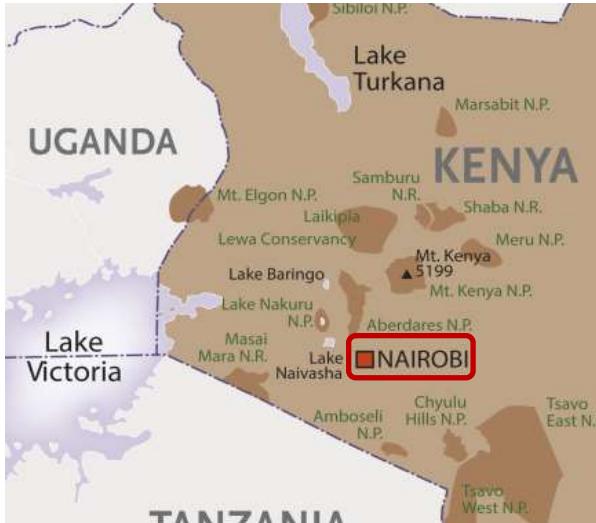 Sibiloi N.P.
Lake
Turkana
Marsabit N.P.
UGANDA
KENYA
Samburu
N.R.
Mt. Elgon N.P.
Shaba N.R.
Laikipia
Lewa Conservancy
Meru N.P.
Mt. Kenya
5199
Lake Baringo
Mt. Kenya N.P.
Lake Nakuru
N.P.
Aberdares N.P.
Masai
Mara N.R.
Lake
Victoria
Lake
Naivasha
NAIROBI
Amboseli
N.P.
Chyulu
Hills N.P.
Tsavo
East N.
Tsavo
West N.P.
TANZANIA